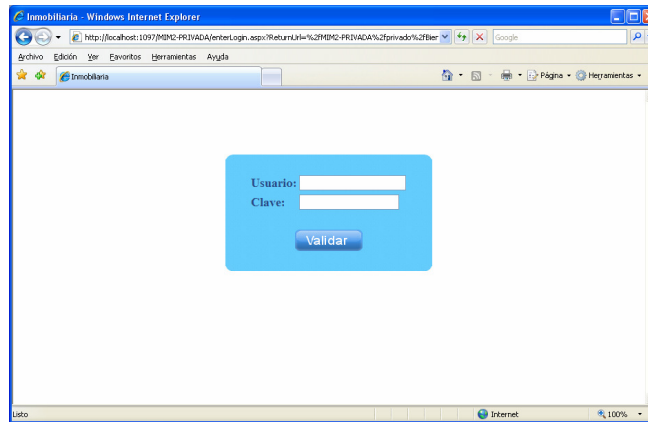 Inmobiliaria - Windows Internet Explorer
http://localhost:1097/MIM2-PRIVADA/enterLogin.aspx?ReturnUrl=%2fMIM2-PRIVADA%2fprivado%2fBier
Google
Archivo Edición Ver Favoritos Herramientas Ayuda
Inmobiliaria
Página Herramientas
Usuario:
Clave:
Validar
Listo
Internet
100%